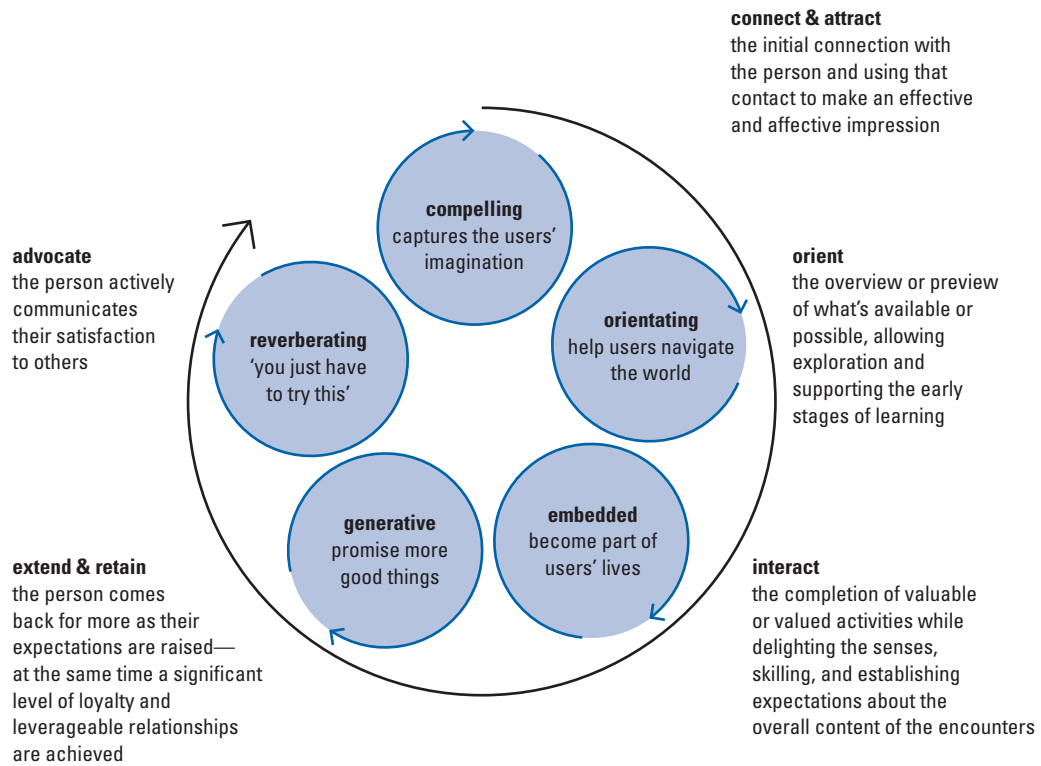 connect & attract
the initial connection with
the person and using that
contact to make an effective
and affective impression
compelling
captures the users’
imagination
orient
the overview or preview
of what’s available or
possible, allowing
exploration and
supporting the early
stages of learning
orientating
help users navigate
the world
interact
the completion of valuable
or valued activities while
delighting the senses,
skilling, and establishing
expectations about the
overall content of the encounters
embedded
become part of
users’ lives
extend & retain
the person comes
back for more as their
expectations are raised—
at the same time a significant
level of loyalty and
leverageable relationships
are achieved
generative
promise more
good things
advocate
the person actively
communicates
their satisfaction
to others
reverberating
‘you just have
to try this’